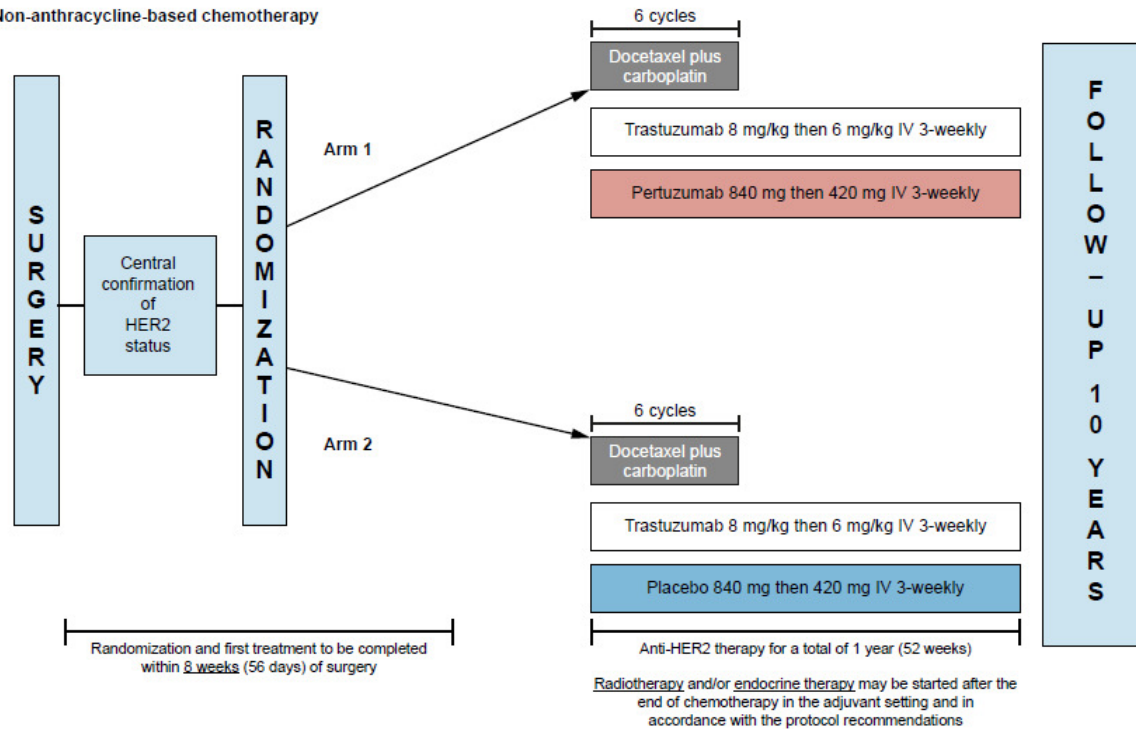 Non-anthracycline-based chemotherapy
6 cycles
Docetaxel plus
carboplatin
Trastuzumab 8 mg/kg then 6 mg/kg IV 3-weekly
Pertuzumab 840 mg then 420 mg IV 3-weekly
Arm 1
SURGERY
Central
confirmation
of
HER2
status
RANDOMIZATION
Arm 2
6 cycles
Docetaxel plus
carboplatin
Trastuzumab 8 mg/kg then 6 mg/kg IV 3-weekly
Placebo 840 mg then 420 mg IV 3-weekly
FOLLOW–UP 10 YEARS
Randomization and first treatment to be completed
within 8 weeks (56 days) of surgery
Anti-HER2 therapy for a total of 1 year (52 weeks)
Radiotherapy and/or endocrine therapy may be started after the
end of chemotherapy in the adjuvant setting and in
accordance with the protocol recommendations